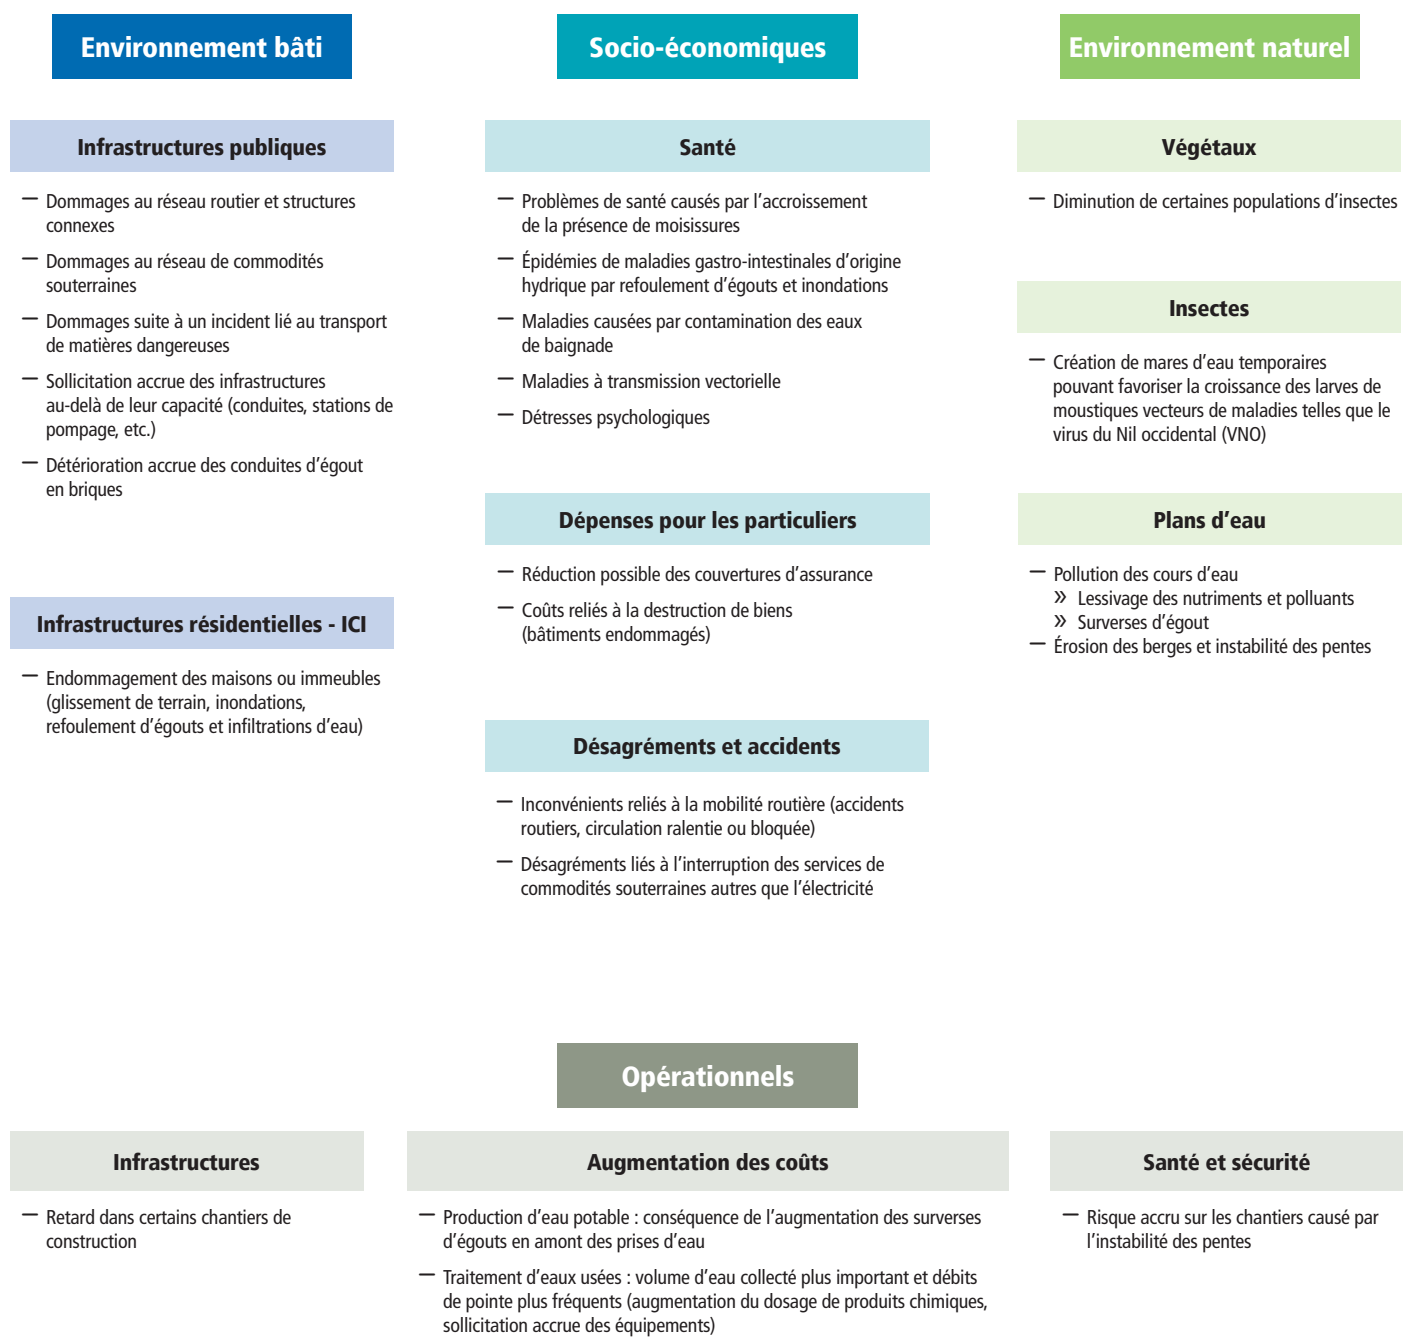 Environnement bâti
Infrastructures publiques
— Dommages au réseau routier et structures
connexes
— Dommages au réseau de commodités
souterraines
— Dommages suite à un incident lié au transport
de matières dangereuses
— Sollicitation accrue des infrastructures
au-delà de leur capacité (conduites, stations de
pompage, etc.)
— Détérioration accrue des conduites d'égout
en briques
Infrastructures résidentielles - ICI
— Endommagement des maisons ou immeubles
(glissement de terrain, inondations,
refoulement d'égouts et infiltrations d'eau)
Socio-économiques
Santé
— Problèmes de santé causés par l'accroissement
de la présence de moisissures
— Épidémies de maladies gastro-intestinales d'origine
hydrique par refoulement d'égouts et inondations
— Maladies causées par contamination des eaux
de baignade
— Maladies à transmission vectorielle
— Détresses psychologiques
Dépenses pour les particuliers
— Réduction possible des couvertures d'assurance
— Coûts reliés à la destruction de biens
(bâtiments endommagés)
Désagréments et accidents
— Inconvénients reliés à la mobilité routière (accidents
routiers, circulation ralentie ou bloquée)
— Désagréments liés à l'interruption des services de
commodités souterraines autres que l'électricité
Environnement naturel
Végétaux
— Diminution de certaines populations d'insectes
Insectes
— Création de mares d'eau temporaires
pouvant favoriser la croissance des larves de
moustiques vecteurs de maladies telles que le
virus du Nil occidental (VNO)
Plans d'eau
— Pollution des cours d'eau
» Lessivage des nutriments et polluants
» Surverses d'égout
— Érosion des berges et instabilité des pentes
Opérationnels
Infrastructures
— Retard dans certains chantiers de
construction
Augmentation des coûts
— Production d'eau potable : conséquence de l'augmentation des surverses
d'égouts en amont des prises d'eau
— Traitement d'eaux usées : volume d'eau collecté plus important et débits
de pointe plus fréquents (augmentation du dosage de produits chimiques,
sollicitation accrue des équipements)
Santé et sécurité
— Risque accru sur les chantiers causé par
l'instabilité des pentes